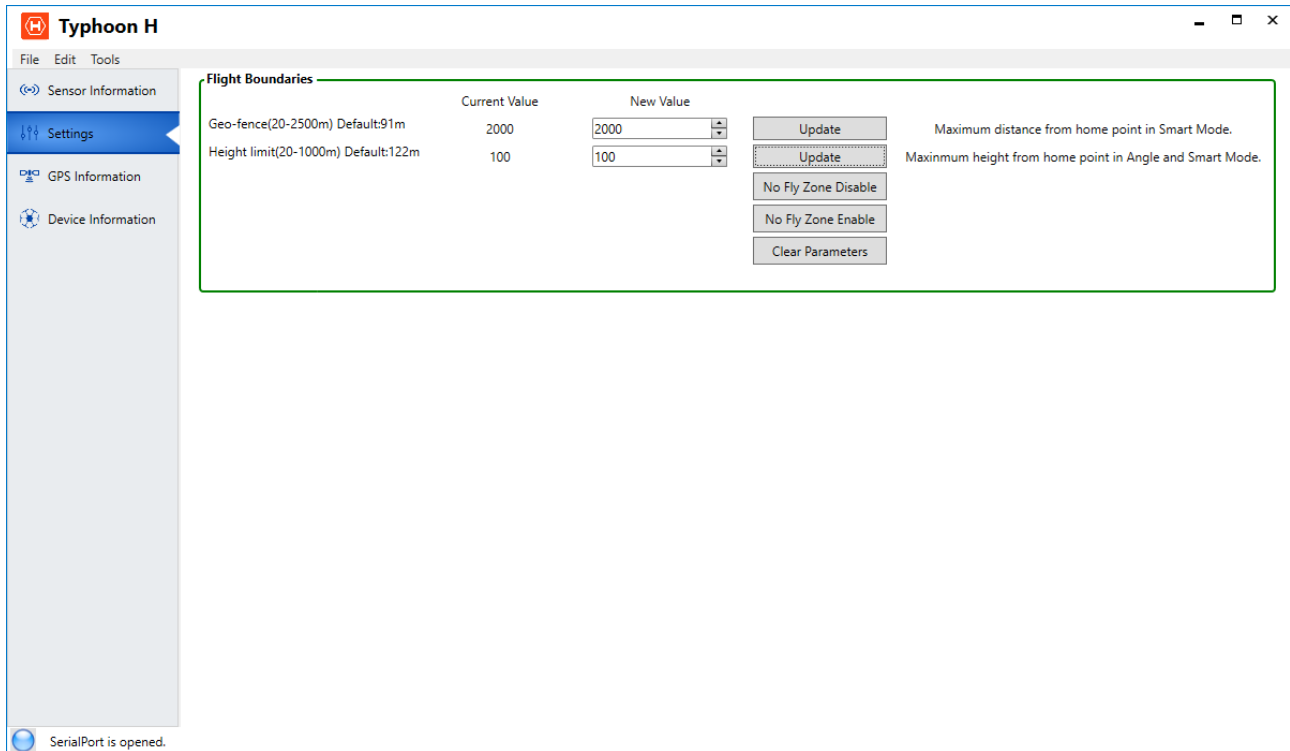 Typhoon H
File Edit Tools
Sensor Information
Settings
GPS Information
Device Information
Flight Boundaries
Current Value New Value
Geo-fence(20-2500m) Default:91m 2000 2000 Update Maximum distance from home point in Smart Mode.
Height limit(20-1000m) Default:122m 100 100 Update Maxinmum height from home point in Angle and Smart Mode.
No Fly Zone Disable
No Fly Zone Enable
Clear Parameters
SerialPort is opened.